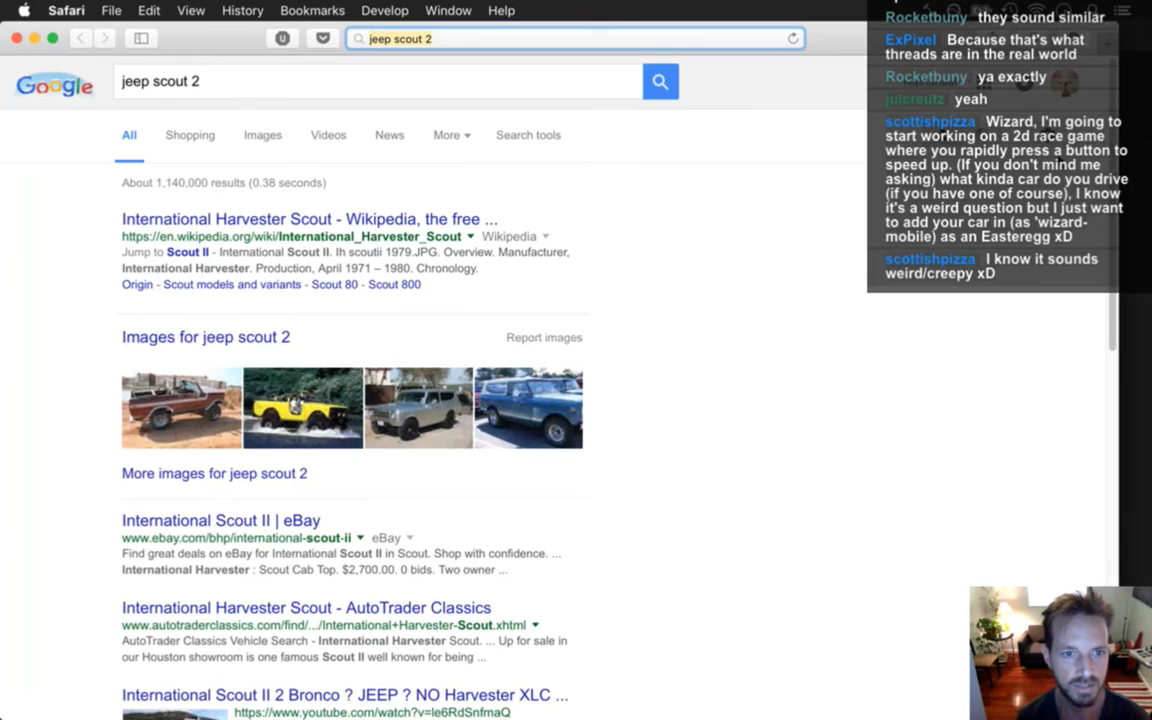 Safari File Edit View History Bookmarks Develop Window Help
jeep scout 2
Google jeep scout 2
All Shopping Images Videos News More Search tools
About 1,140,000 results (0.38 seconds)
International Harvester Scout - Wikipedia, the free ...
https://en.wikipedia.org/wiki/International_Harvester_Scout Wikipedia
Jump to Scout II - International Scout II. Ih scoutii 1979.JPG. Overview. Manufacturer,
International Harvester. Production, April 1971 – 1980. Chronology.
Origin - Scout models and variants - Scout 80 - Scout 800
Images for jeep scout 2 Report images
More images for jeep scout 2
International Scout II | eBay
www.ebay.com/bhp/international-scout-ii eBay
Find great deals on eBay for International Scout II in Scout. Shop with confidence. ...
International Harvester : Scout Cab Top. $2,700.00. 0 bids. Two owner ...
International Harvester Scout - AutoTrader Classics
www.autotraderclassics.com/find/.../International+Harvester-Scout.xhtml
AutoTrader Classics Vehicle Search - International Harvester Scout. ... Up for sale in
our Houston showroom is one famous Scout II well known for being ...
International Scout II 2 Bronco ? JEEP ? NO Harvester XLC ...
https://www.youtube.com/watch?v=le6RdSnfmaQ
Rocketbuny they sound similar
ExPixel Because that's what
threads are in the real world
Rocketbuny ya exactly
julcreutz yeah
scottishpizza Wizard, I'm going to
start working on a 2d race game
where you rapidly press a button to
speed up. (If you don't mind me
asking) what kinda car do you drive
(if you have one of course), I know
it's a weird question but I just want
to add your car in (as 'wizard-
mobile) as an Easteregg xD
scottishpizza I know it sounds
weird/creepy xD